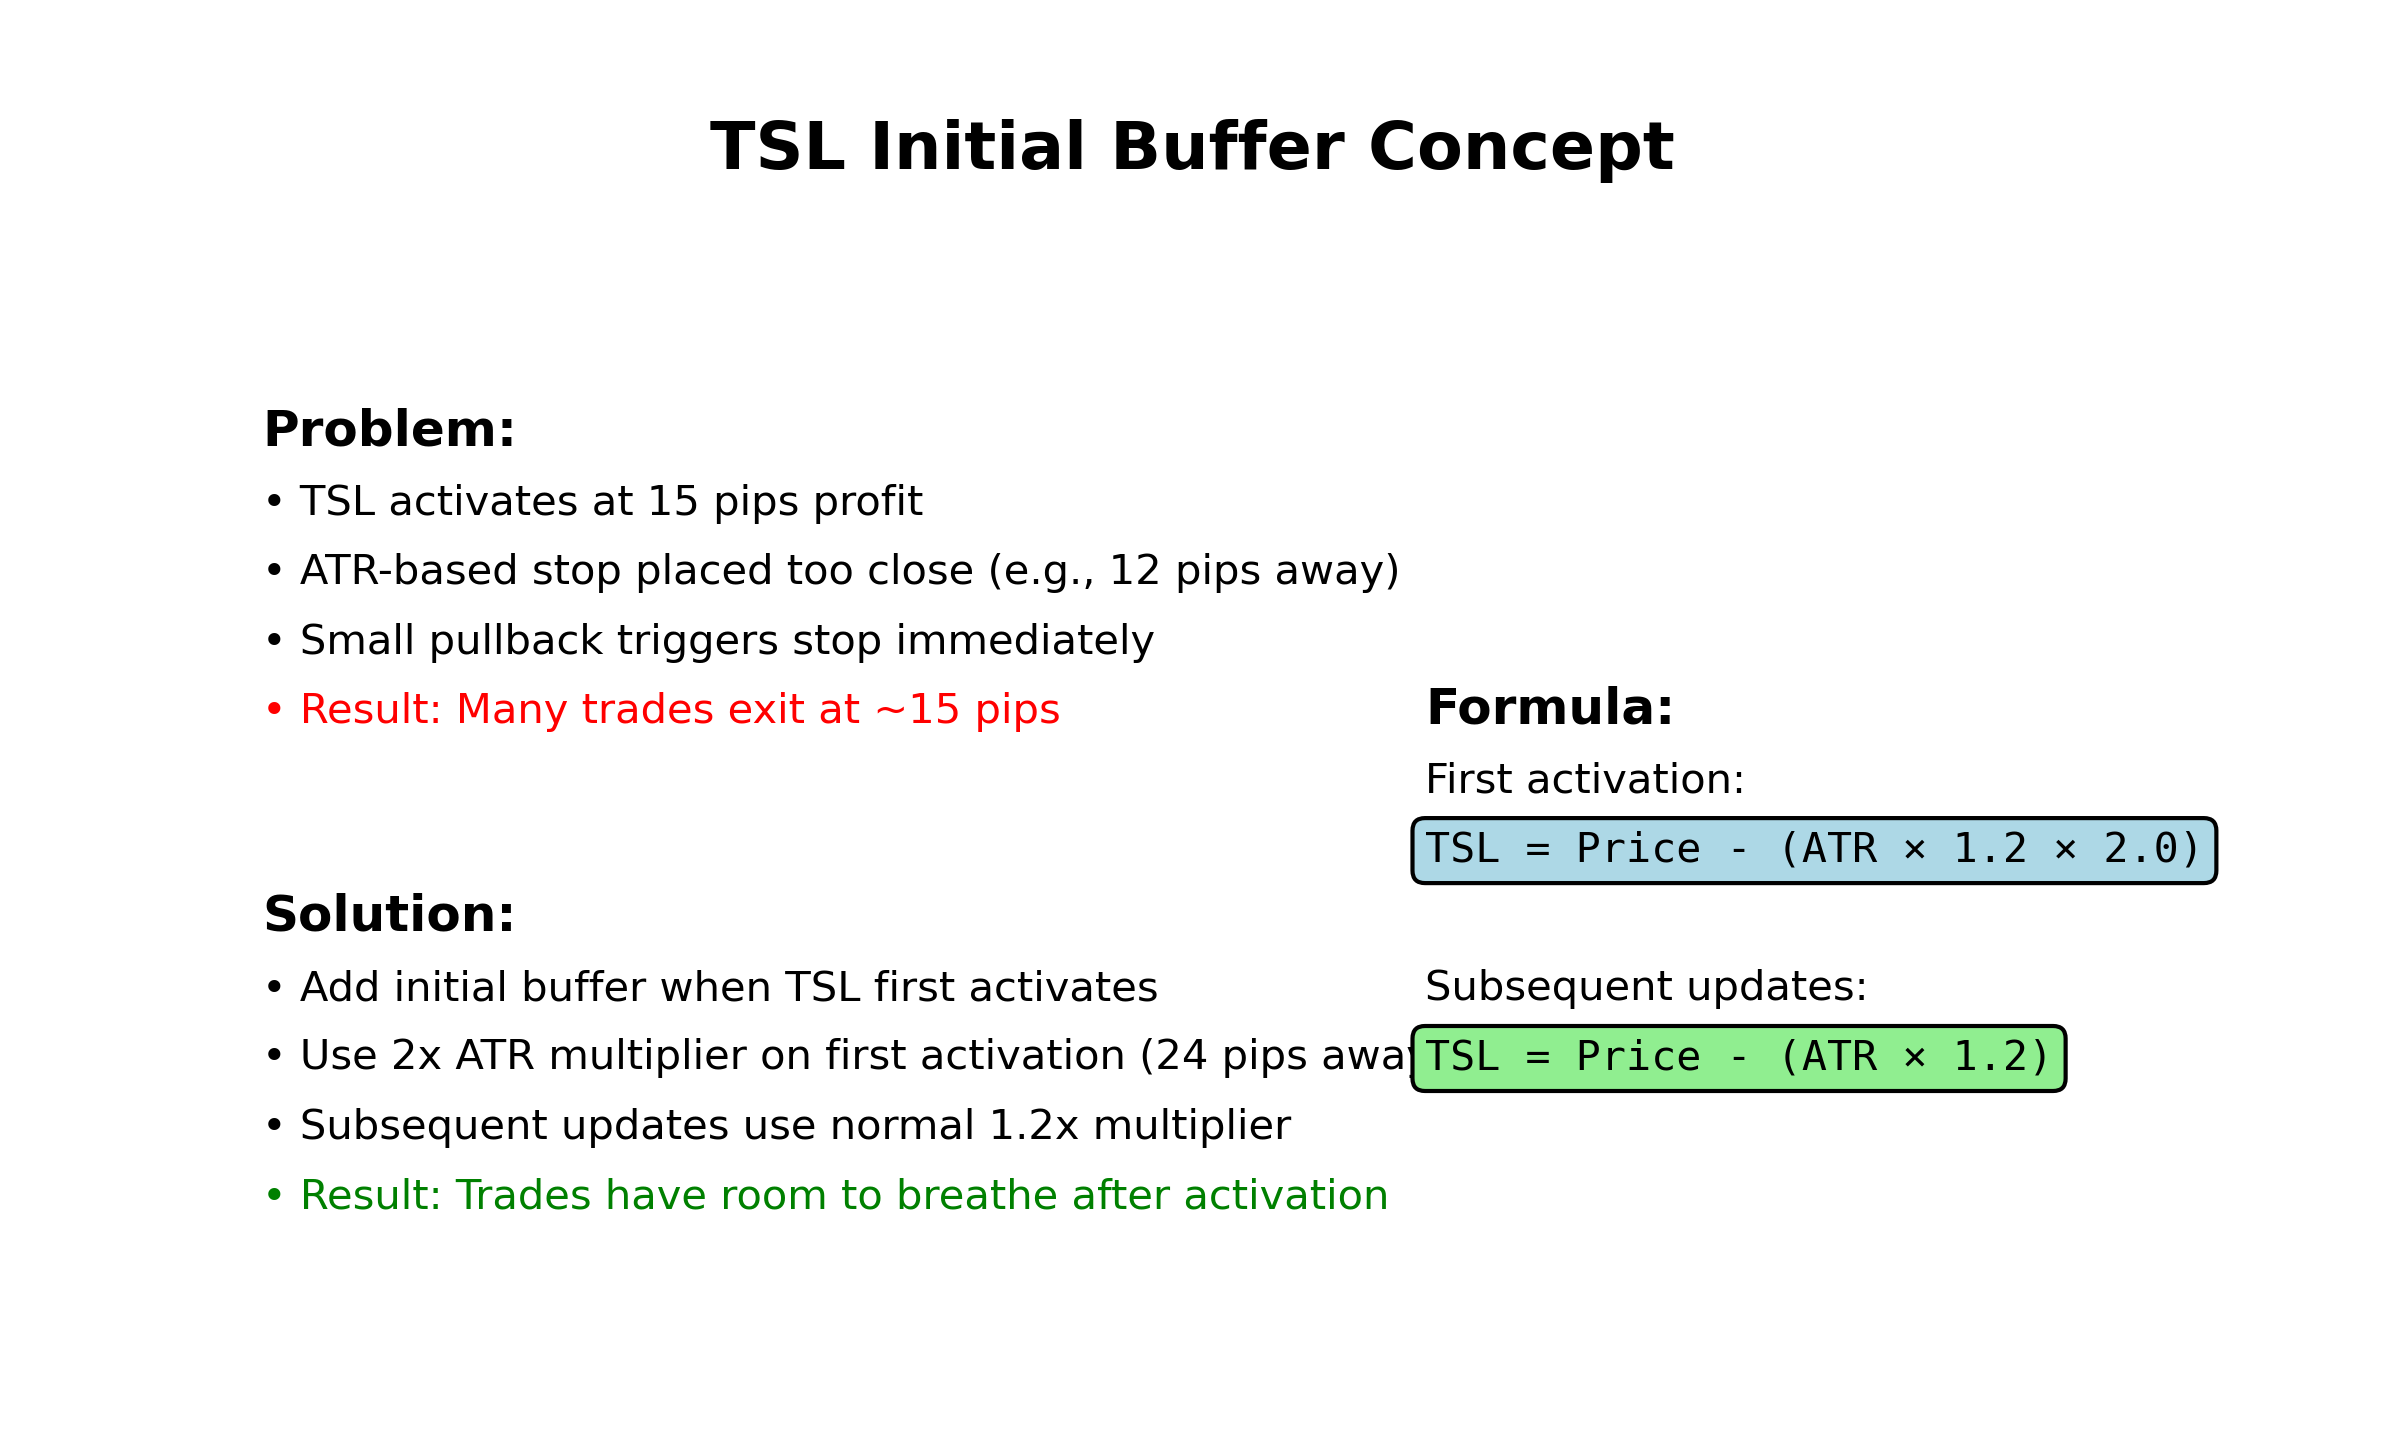 TSL Initial Buffer Concept
Problem:
• TSL activates at 15 pips profit
• ATR-based stop placed too close (e.g., 12 pips away)
• Small pullback triggers stop immediately
• Result: Many trades exit at ~15 pips
Solution:
• Add initial buffer when TSL first activates
• Use 2x ATR multiplier on first activation (24 pips away
• Subsequent updates use normal 1.2x multiplier
• Result: Trades have room to breathe after activation
Formula:
First activation:
TSL = Price - (ATR × 1.2 × 2.0)
Subsequent updates:
TSL = Price - (ATR × 1.2)